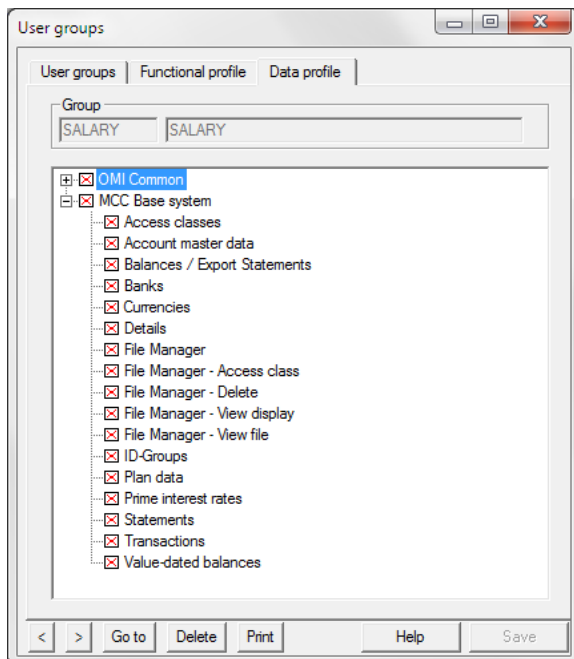 User groups
User groups Functional profile Data profile
Group
SALARY SALARY
OMI Common
MCC Base system
Access classes
Account master data
Balances / Export Statements
Banks
Currencies
Details
File Manager
File Manager - Access class
File Manager - Delete
File Manager - View display
File Manager - View file
ID-Groups
Plan data
Prime interest rates
Statements
Transactions
Value-dated balances
< > Go to Delete Print Help Save